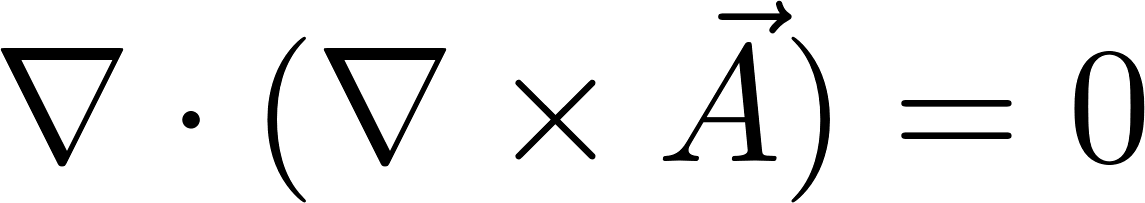 ∇ · (∇ × A⃗) = 0